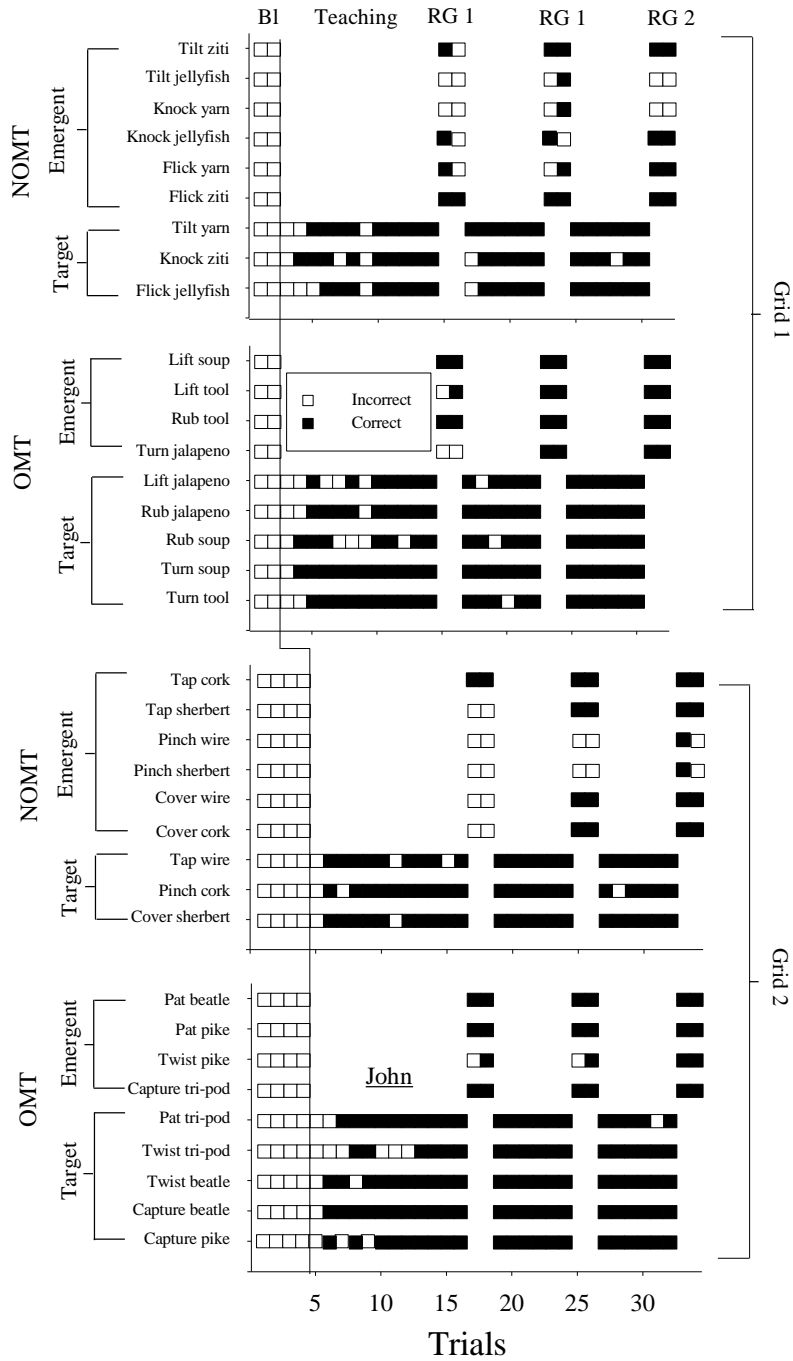 Bl Teaching RG 1 RG 1 RG 2
NOMT
Emergent
Tilt ziti
Tilt jellyfish
Knock yarn
Knock jellyfish
Flick yarn
Flick ziti
Target
Tilt yarn
Knock ziti
Flick jellyfish
Grid 1
OMT
Emergent
Lift soup
Lift tool
Rub tool
Turn jalapeno
Incorrect
Correct
Target
Lift jalapeno
Rub jalapeno
Rub soup
Turn soup
Turn tool
NOMT
Emergent
Tap cork
Tap sherbert
Pinch wire
Pinch sherbert
Cover wire
Cover cork
Target
Tap wire
Pinch cork
Cover sherbert
Grid 2
OMT
Emergent
Pat beatle
Pat pike
Twist pike
Capture tri-pod
John
Target
Pat tri-pod
Twist tri-pod
Twist beatle
Capture beatle
Capture pike
5 10 15 20 25 30
Trials